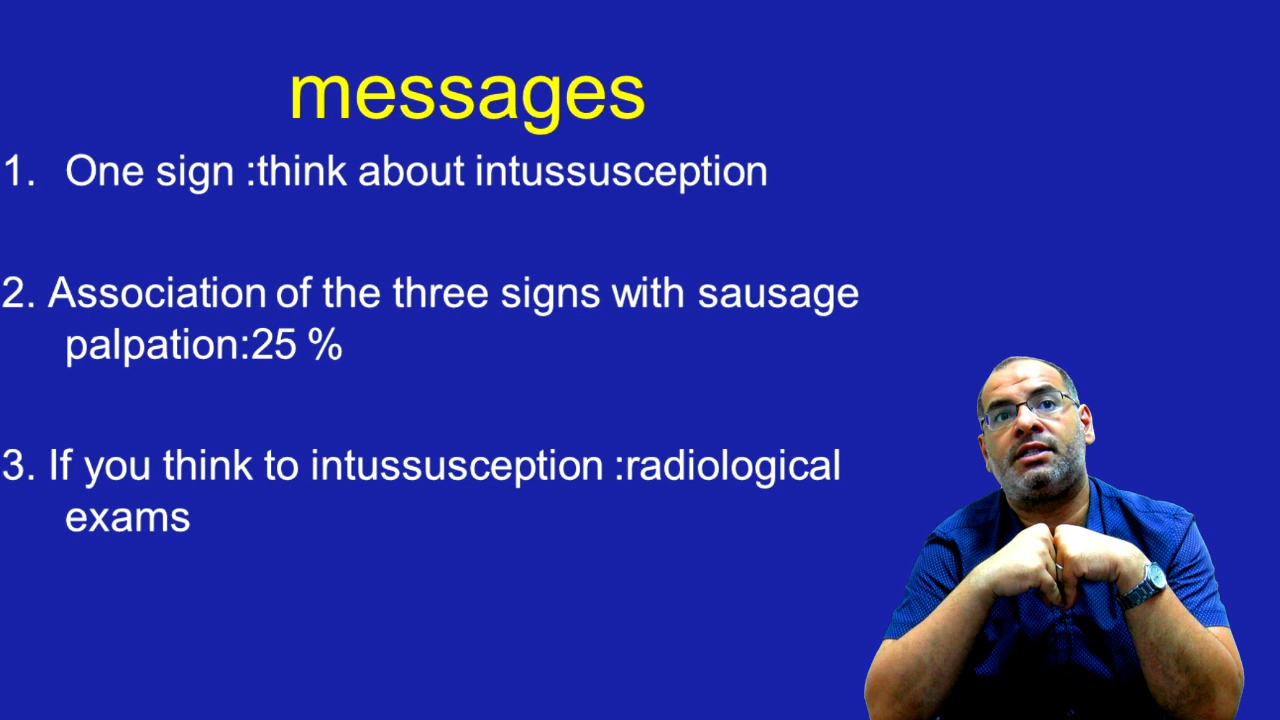 messages
1. One sign :think about intussusception
2. Association of the three signs with sausage
palpation:25 %
3. If you think to intussusception :radiological
exams